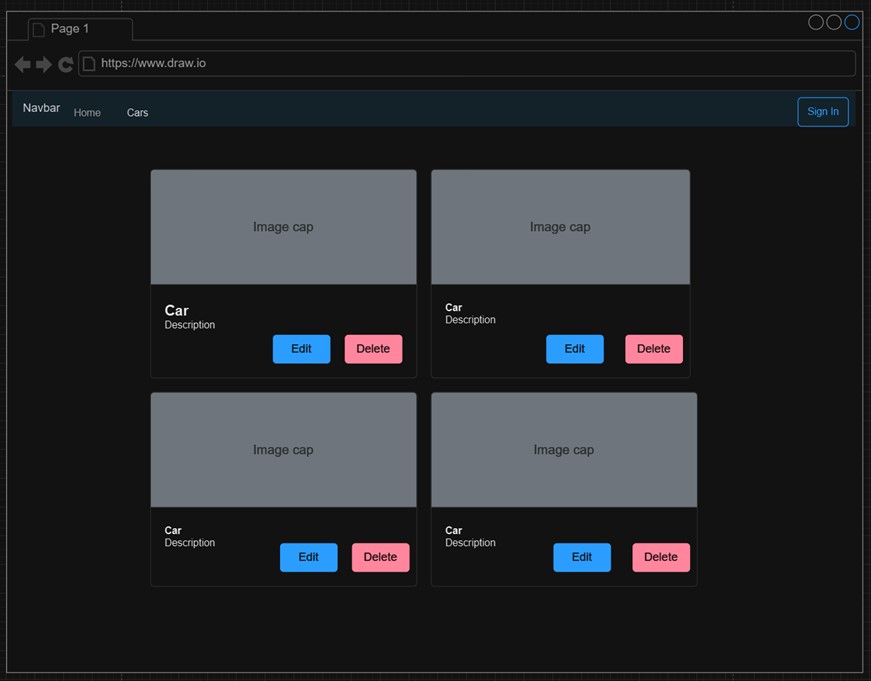 Page 1
https://www.draw.io
Navbar Home Cars Sign In
Image cap Image cap
Car Car
Description Description
Edit Delete Edit Delete
Image cap Image cap
Car Car
Description Description
Edit Delete Edit Delete